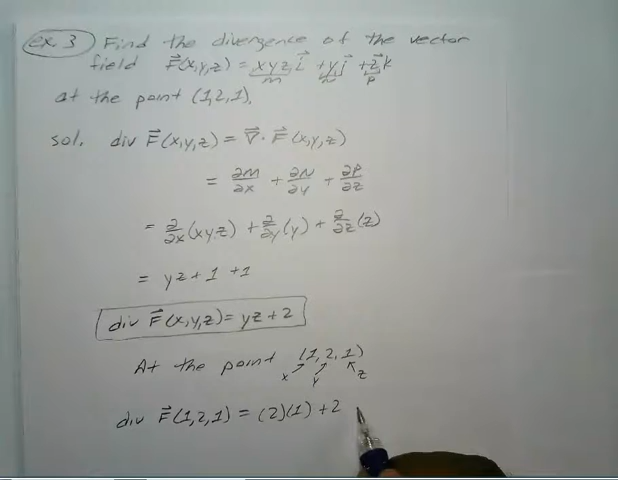 ex. 3 Find the divergence of the vector
field F⃗(x,y,z) = xyz i⃗ + y j⃗ + z k⃗
M N P
at the point (1,2,1).
sol. div F⃗(x,y,z) = ∇⃗ · F⃗(x,y,z)
= ∂M/∂x + ∂N/∂y + ∂P/∂z
= ∂/∂x (xyz) + ∂/∂y (y) + ∂/∂z (z)
= yz + 1 + 1
div F⃗(x,y,z) = yz + 2
At the point (1,2,1)
x y z
div F⃗(1,2,1) = (2)(1) + 2